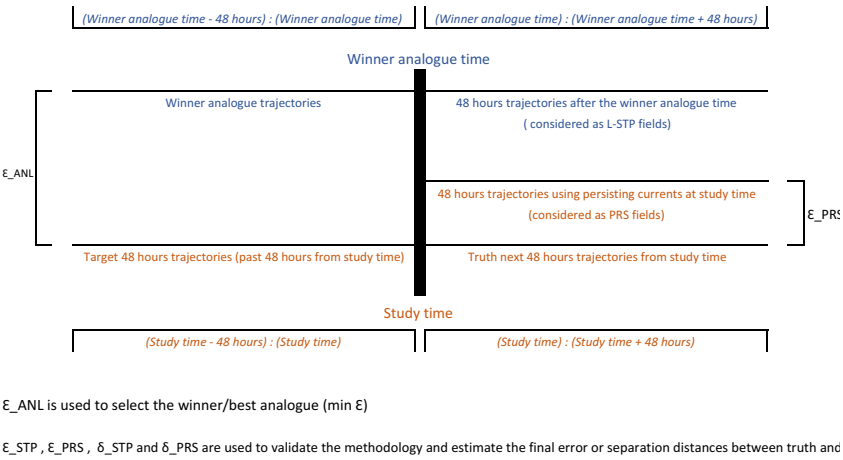 (Winner analogue time - 48 hours) : (Winner analogue time)
(Winner analogue time) : (Winner analogue time + 48 hours)
Winner analogue time
Winner analogue trajectories
48 hours trajectories after the winner analogue time
( considered as L-STP fields)
Ɛ_ANL
48 hours trajectories using persisting currents at study time
(considered as PRS fields)
Ɛ_PRS
Target 48 hours trajectories (past 48 hours from study time)
Truth next 48 hours trajectories from study time
Study time
(Study time - 48 hours) : (Study time)
(Study time) : (Study time + 48 hours)
Ɛ_ANL is used to select the winner/best analogue (min Ɛ)
Ɛ_STP , Ɛ_PRS , δ_STP and δ_PRS are used to validate the methodology and estimate the final error or separation distances between truth and